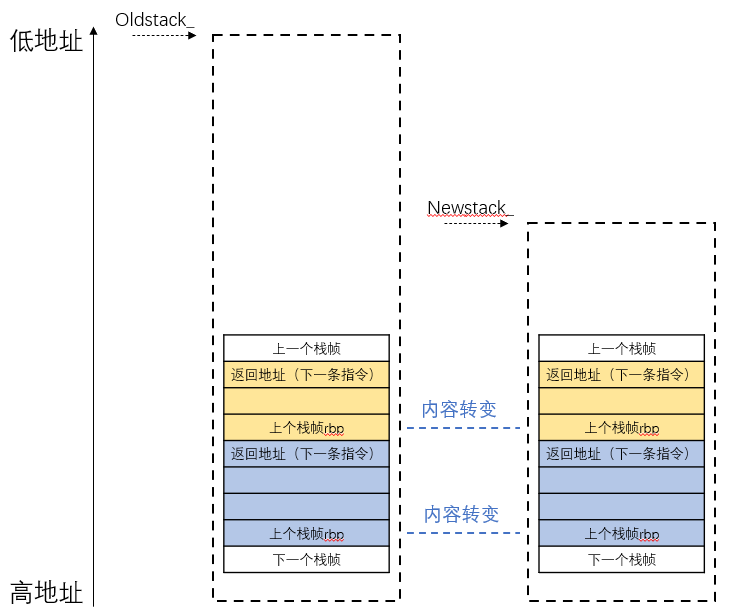 Oldstack_
低地址
Newstack_
上一个栈帧
返回地址（下一条指令）
上个栈帧rbp
返回地址（下一条指令）
上个栈帧rbp
下一个栈帧
内容转变
内容转变
上一个栈帧
返回地址（下一条指令）
上个栈帧rbp
返回地址（下一条指令）
上个栈帧rbp
下一个栈帧
高地址